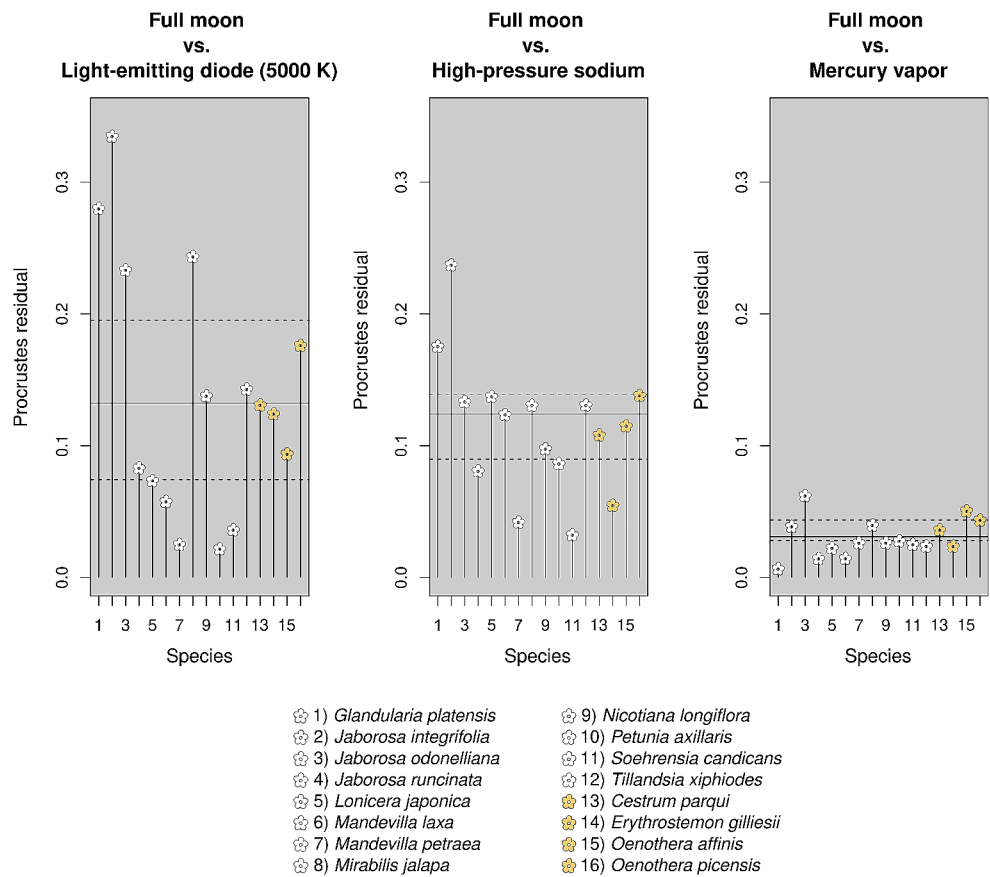 Full moon
vs.
Light-emitting diode (5000 K)
Full moon
vs.
High-pressure sodium
Full moon
vs.
Mercury vapor
Procrustes residual
0.3
0.2
0.1
0.0
1 3 5 7 9 11 13 15
Species
Procrustes residual
0.3
0.2
0.1
0.0
1 3 5 7 9 11 13 15
Species
Procrustes residual
0.3
0.2
0.1
0.0
1 3 5 7 9 11 13 15
Species
1) Glandularia platensis
2) Jaborosa integrifolia
3) Jaborosa odonelliana
4) Jaborosa runcinata
5) Lonicera japonica
6) Mandevilla laxa
7) Mandevilla petraea
8) Mirabilis jalapa
9) Nicotiana longiflora
10) Petunia axillaris
11) Soehrensia candicans
12) Tillandsia xiphiodes
13) Cestrum parqui
14) Erythrostemon gilliesii
15) Oenothera affinis
16) Oenothera picensis